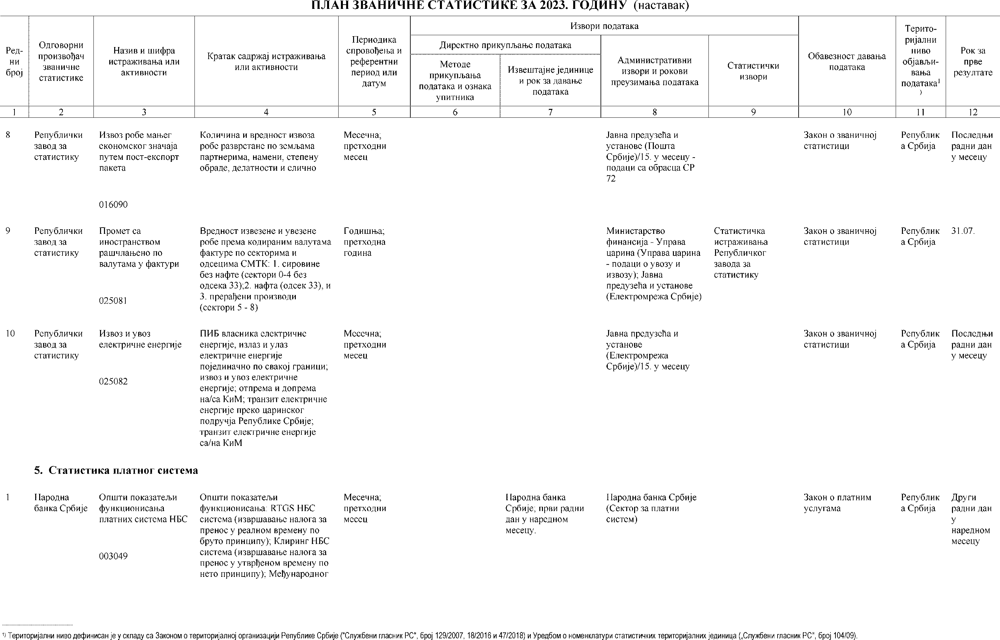 ПЛАН ЗВАНИЧНЕ СТАТИСТИКЕ ЗА 2023. ГОДИНУ (наставак)
Ред-
ни
број
Одговорни
произвођач
званичне
статистике
Назив и шифра
истраживања или
активности
Кратак садржај истраживања
или активности
Периодика
спровођења и
референтни
период или
датум
Извори података
Директно прикупљање података
Методе
прикупљања
података и ознака
упитника
Извештајне јединице
и рок за давање
података
Административни
извори и рокови
преузимања података
Статистички
извори
Обавезност давања
података
Терито-
ријални
ниво
објављи-
вања
података¹
)
Рок за
прве
резултате
1 2 3 4 5 6 7 8 9 10 11 12
8
Републички
завод за
статистику
Извоз робе мањег
економског значаја
путем пост-експорт
пакета
016090
Количина и вредност извоза
робе разврстане по земљама
партнерима, намени, степену
обраде, делатности и слично
Месечна;
претходни
месец
Јавна предузећа и
установе (Пошта
Србије)/15. у месецу -
подаци са обрасца СР
72
Закон о званичној
статистици
Републик
а Србија
Последњи
радни дан
у месецу
9
Републички
завод за
статистику
Промет са
иностранством
рашчлањено по
валутама у фактури
025081
Вредност извезене и увезене
робе према кодираним валутама
фактуре по секторима и
одсецима СМТК: 1. сировине
без нафте (сектори 0-4 без
одсека 33);2. нафта (одсек 33), и
3. прерађени производи
(сектори 5 - 8)
Годишња;
претходна
година
Министарство
финансија - Управа
царина (Управа царина
- подаци о увозу и
извозу); Јавна
предузећа и установе
(Електромрежа Србије)
Статистичка
истраживања
Републичког
завода за
статистику
Закон о званичној
статистици
Републик
а Србија
31.07.
10
Републички
завод за
статистику
Извоз и увоз
електричне енергије
025082
ПИБ власника електричне
енергије, излаз и улаз
електричне енергије
појединачно по свакој граници;
извоз и увоз електричне
енергије; отпрема и допрема
на/са КиМ; транзит електричне
енергије преко царинског
подручја Републике Србије;
транзит електричне енергије
са/на КиМ
Месечна;
претходни
месец
Јавна предузећа и
установе
(Електромрежа
Србије)/15. у месецу
Закон о званичној
статистици
Републик
а Србија
Последњи
радни дан
у месецу
5. Статистика платног система
1
Народна
банка Србије
Општи показатељи
функционисања
платних система НБС
003049
Општи показатељи
функционисања: RTGS НБС
система (извршавање налога за
пренос у реалном времену по
бруто принципу); Клиринг НБС
система (извршавање налога за
пренос у утврђеном времену по
нето принципу); Међународног
Месечна;
претходни
месец
Народна банка
Србије; први радни
дан у наредном
месецу.
Народна банка Србије
(Сектор за платни
систем)
Закон о платним
услугама
Републик
а Србија
Други
радни дан
у
наредном
месецу
¹⁾ Територијални ниво дефинисан је у складу са Законом о територијалној организацији Републике Србије ("Службени гласник РС", број 129/2007, 18/2016 и 47/2018) и Уредбом о номенклатури статистичких територијалних јединица („Службени гласник РС", број 104/09).